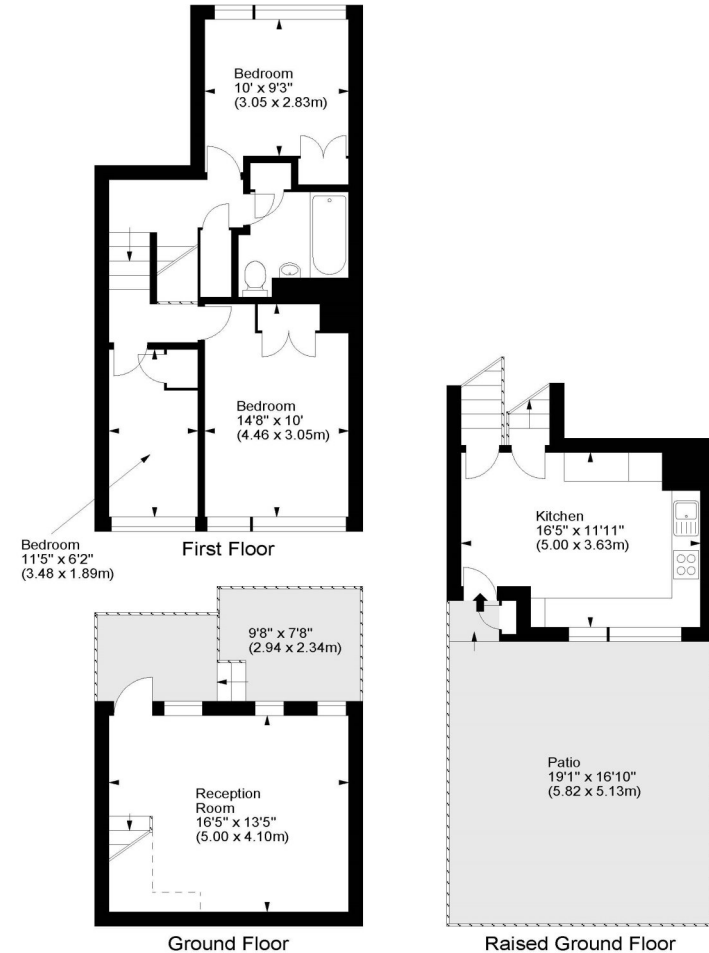 Bedroom
10' x 9'3"
(3.05 x 2.83m)
Bedroom
14'8" x 10'
(4.46 x 3.05m)
Bedroom
11'5" x 6'2"
(3.48 x 1.89m)
First Floor
Kitchen
16'5" x 11'11"
(5.00 x 3.63m)
9'8" x 7'8"
(2.94 x 2.34m)
Reception
Room
16'5" x 13'5"
(5.00 x 4.10m)
Patio
19'1" x 16'10"
(5.82 x 5.13m)
Ground Floor
Raised Ground Floor